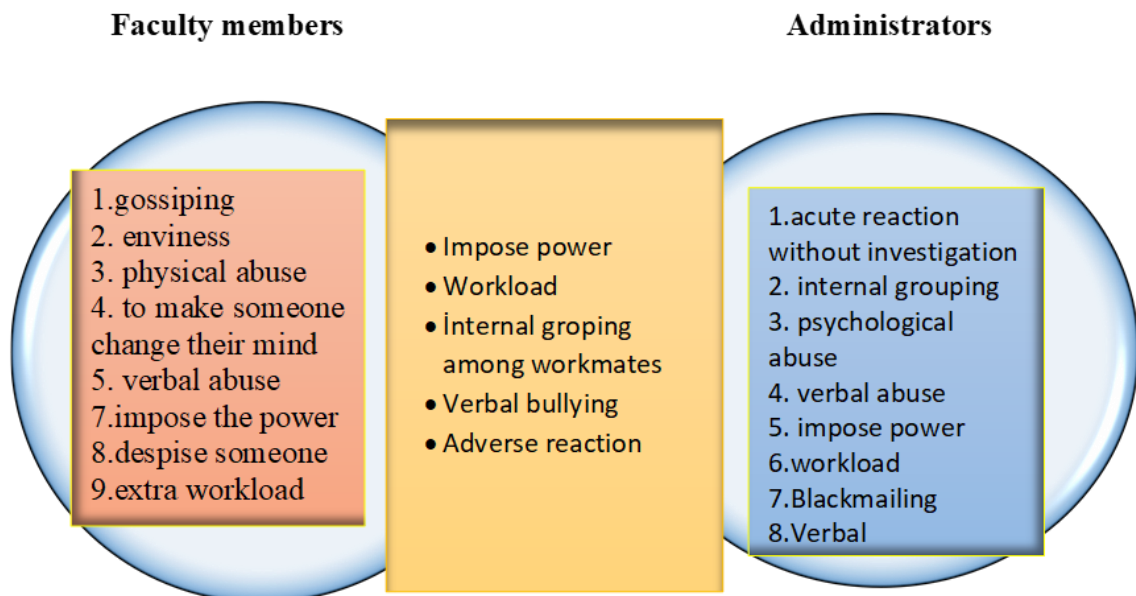 Faculty members
Administrators
1.gossiping
2. enviness
3. physical abuse
4. to make someone
change their mind
5. verbal abuse
7.impose the power
8.despise someone
9.extra workload
• Impose power
• Workload
• İnternal groping
among workmates
• Verbal bullying
• Adverse reaction
1.acute reaction
without investigation
2. internal grouping
3. psychological
abuse
4. verbal abuse
5. impose power
6.workload
7.Blackmailing
8.Verbal